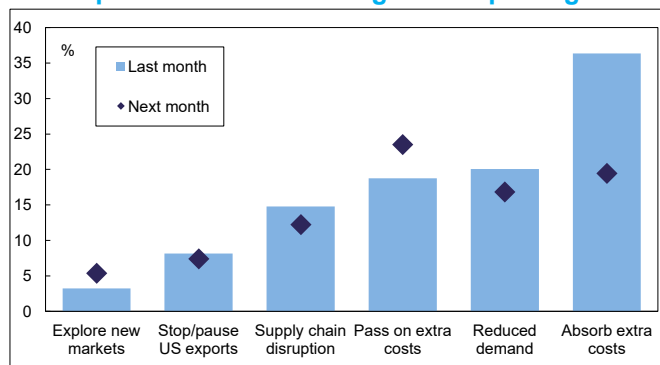 40
35
30
25
20
15
10
5
0
%
Last month
Next month
Explore new
markets
Stop/pause
US exports
Supply chain
disruption
Pass on extra
costs
Reduced
demand
Absorb extra
costs